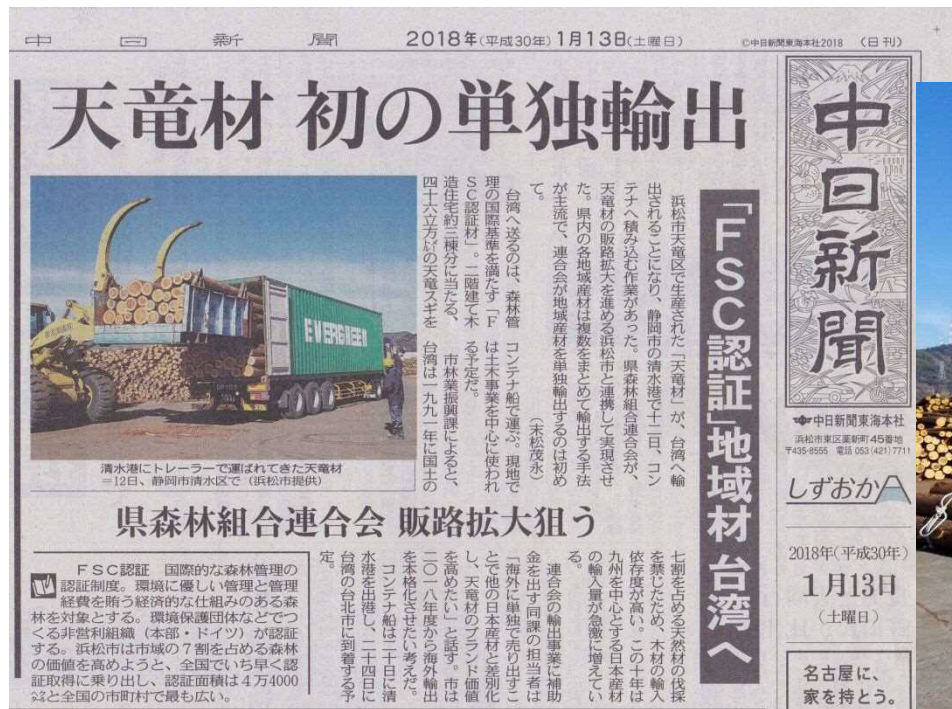 中日新聞 2018年(平成30年)1月13日(土曜日) ©中日新聞東海本社2018 (日刊)
天竜材 初の単独輸出
「FSC認証」地域材 台湾へ
浜松市天竜区で生産された「天竜材」が、台湾へ輸
出されることになり、静岡市の清水港で十二日、コン
テナへ積み込む作業があった。県森林組合連合会が、
天竜材の販路拡大を進める浜松市と連携して実現させ
た。県内の各地域産材は複数をまとめて輸出する手法
が主流で、連合会が地域産材を単独輸出するのは初め
て。
(末松茂永)
台湾へ送るのは、森林管
理の国際基準を満たす「F
SC認証材」。二階建て木
造住宅約三棟分に当たる、
四十六立方㍍の天竜スギを
コンテナ船で運ぶ。現地で
は土木事業を中心に使われ
る予定だ。
市林業振興課によると、
台湾は一九九一年に国土の
七割を占める天然材の伐採
を禁じたため、木材の輸入
依存度が高い。この十年は
九州を中心とする日本産材
の輸入量が急激に増えてい
る。
連合会の輸出事業に補助
金を出す同課の担当者は
「海外に単独で売り出すこ
とで他の日本産材と差別化
し、天竜材のブランド価値
を高めたい」と話す。市は
二〇一八年度から海外輸出
を本格化させたい考えだ。
コンテナ船は二十日に清
水港を出港し、二十四日に
台湾の台北市に到着する予
定。
EVERGREEN
清水港にトレーラーで運ばれてきた天竜材
=12日、静岡市清水区で(浜松市提供)
県森林組合連合会 販路拡大狙う
FSC認証 国際的な森林管理の
認証制度。環境に優しい管理と管理
経費を賄う経済的な仕組みのある森
林を対象とする。環境保護団体などでつ
くる非営利組織(本部・ドイツ)が認証
する。浜松市は市域の7割を占める森林
の価値を高めようと、全国でいち早く認
証取得に乗り出し、認証面積は4万4000
㌶と全国の市町村で最も広い。
中日新聞
中日新聞東海本社
浜松市東区薬新町45番地
〒435-8555 電話 053(421)7711
しずおか
2018年(平成30年)
1月13日
(土曜日)
名古屋に、
家を持とう。